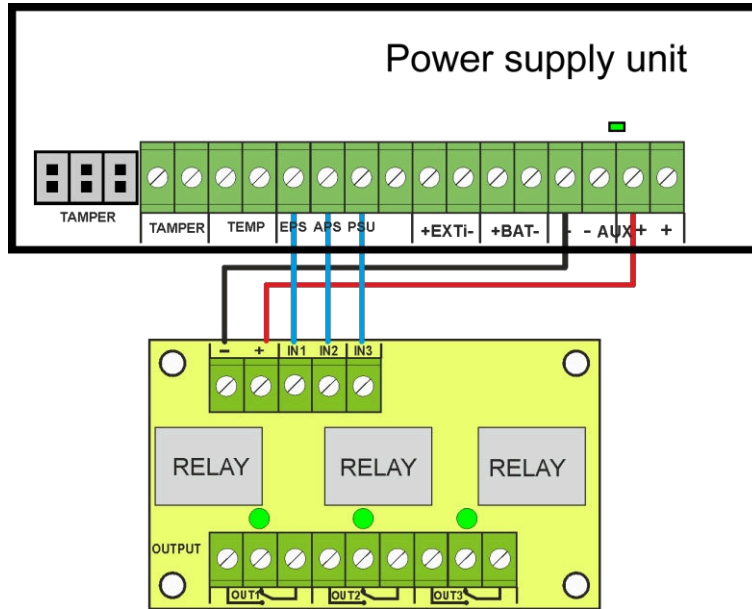 Power supply unit
TAMPER
TAMPER TEMP EPS APS PSU +EXTi- +BAT- - - AUX + +
- + IN1 IN2 IN3
RELAY RELAY RELAY
OUTPUT
OUT1 OUT2 OUT3